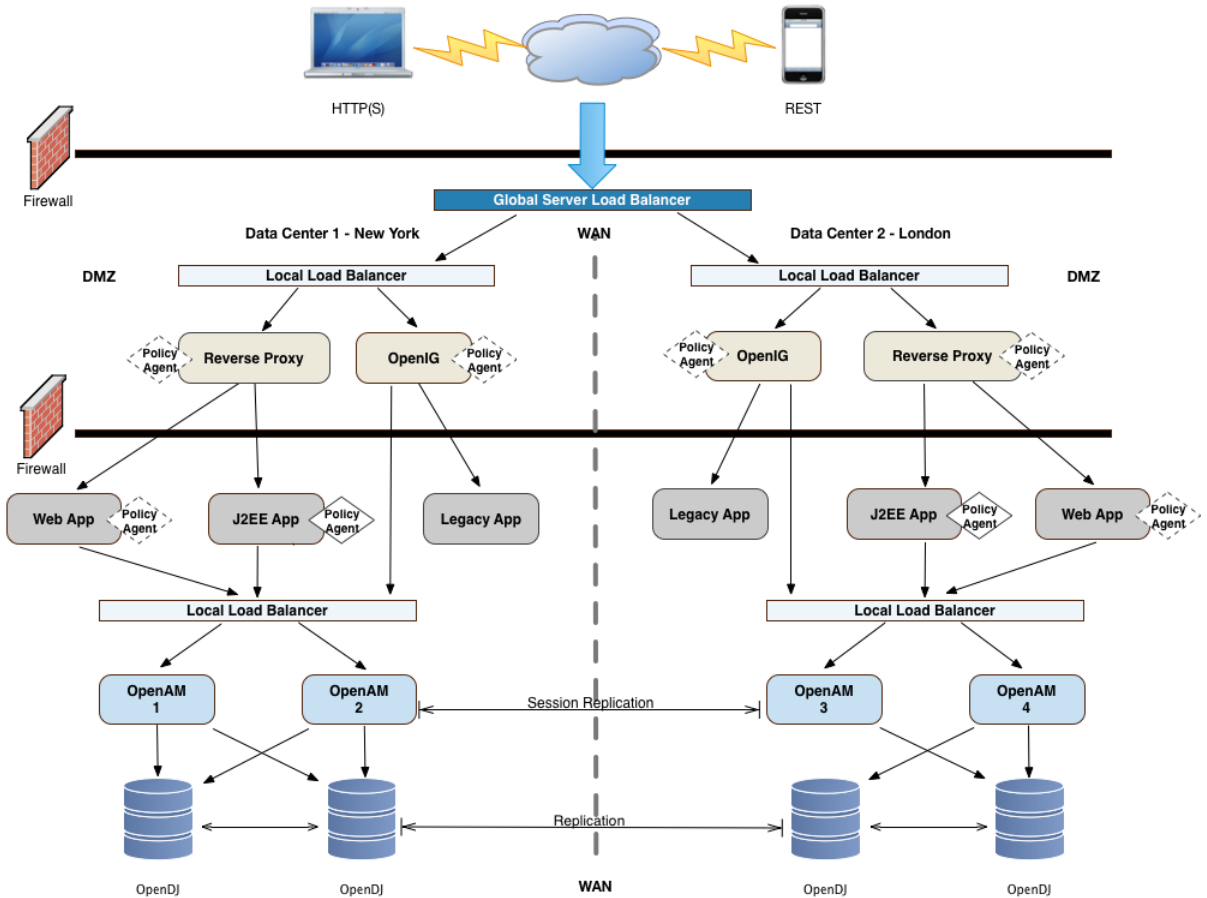 HTTP(S)
REST
Firewall
Global Server Load Balancer
Data Center 1 - New York
WAN
Data Center 2 - London
DMZ
Local Load Balancer
Local Load Balancer
DMZ
Policy
Agent
Reverse Proxy
OpenIG
Policy
Agent
Policy
Agent
OpenIG
Reverse Proxy
Policy
Agent
Firewall
Web App
Policy
Agent
J2EE App
Policy
Agent
Legacy App
Legacy App
J2EE App
Policy
Agent
Web App
Policy
Agent
Local Load Balancer
Local Load Balancer
OpenAM
1
OpenAM
2
Session Replication
OpenAM
3
OpenAM
4
Replication
OpenDJ
OpenDJ
WAN
OpenDJ
OpenDJ